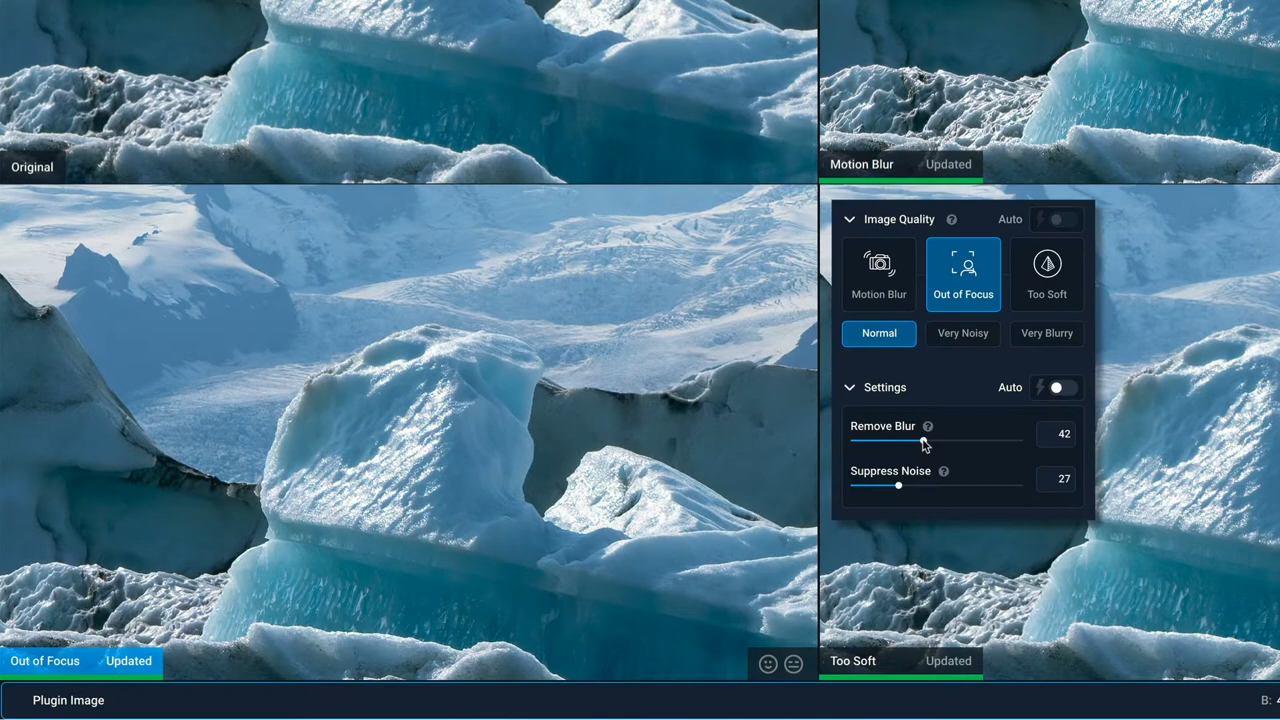 Original
Motion Blur Updated
Image Quality ? Auto
Motion Blur Out of Focus Too Soft
Normal Very Noisy Very Blurry
Settings Auto
Remove Blur ? 42
Suppress Noise ? 27
Out of Focus Updated
Too Soft Updated
Plugin Image B: